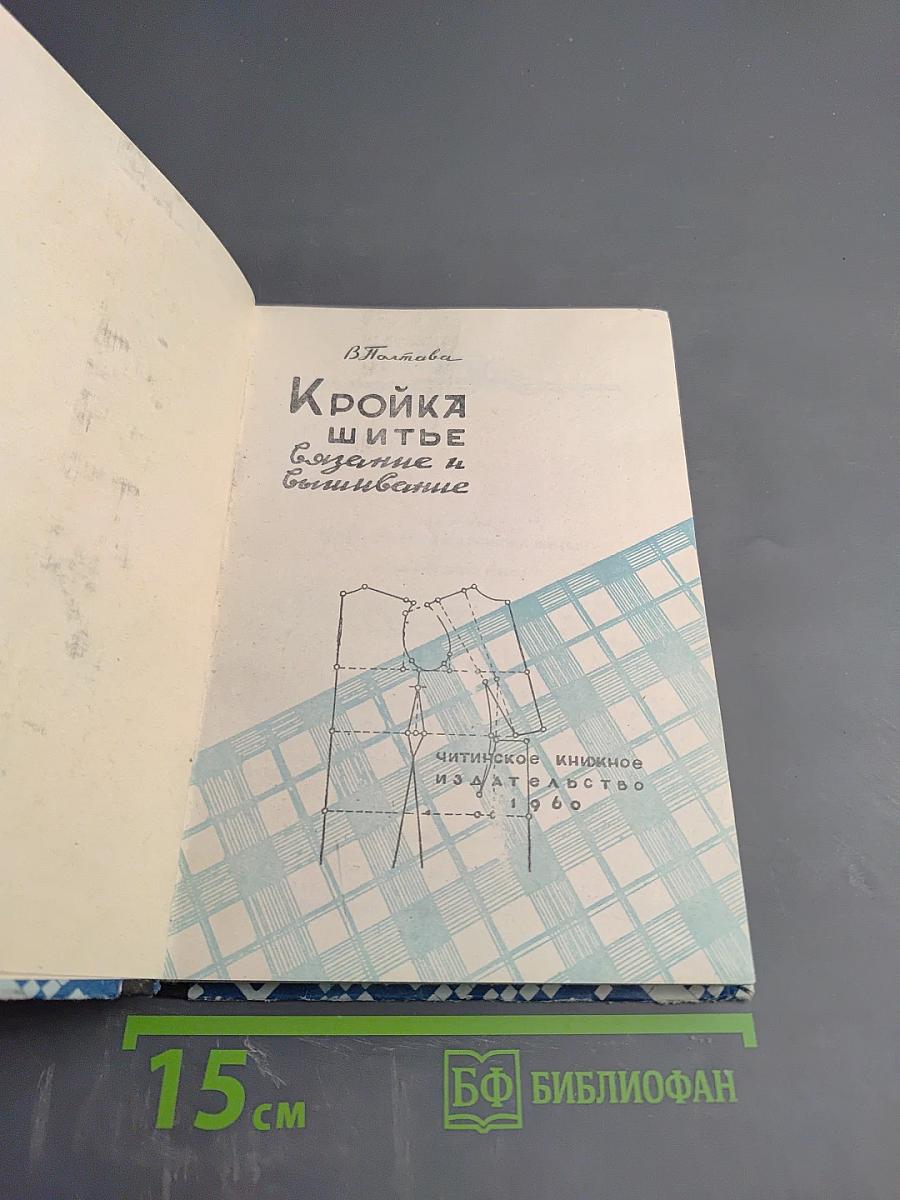 В. Полтава
Кройка
шитье
вязание и
вышивание
читинское книжное
издательство
1960
15 см
БФ БИБЛИОФАН